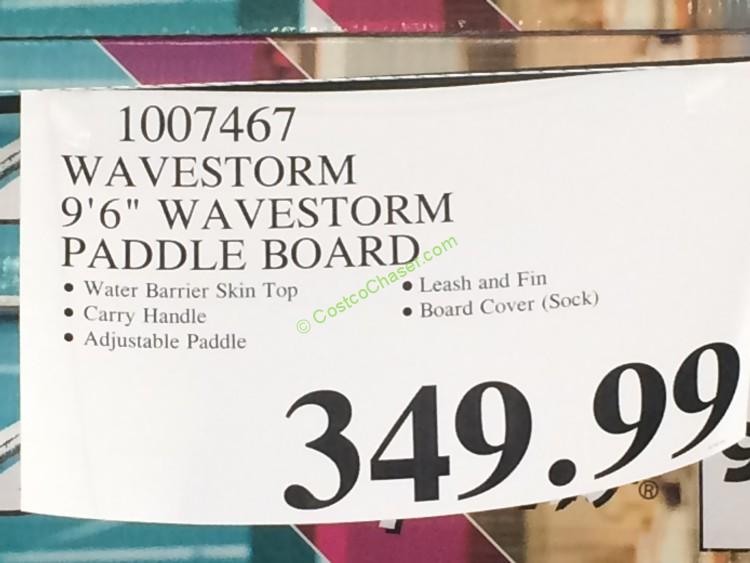 1007467
WAVESTORM
9'6" WAVESTORM
PADDLE BOARD
• Water Barrier Skin Top
• Carry Handle
• Adjustable Paddle
• Leash and Fin
• Board Cover (Sock)
© CostcoChaser.com
349.99
®